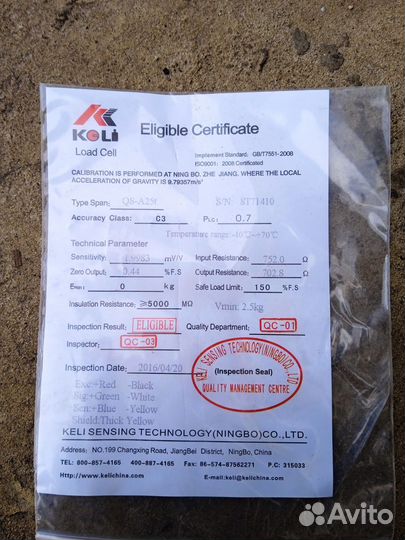 KELI
Eligible Certificate
Load Cell
Implement Standard: GB/T7551-2008
ISO9001: 2008 Certificated
CALIBRATION IS PERFORMED AT NING BO, ZHE JIANG, WHERE THE LOCAL
ACCELERATION OF GRAVITY IS 9.79357m/s²
Type Span: QS-A25t S/N: 8T71410
Accuracy Class: C3 PLC: 0.7
Temperature range: -10℃~+70℃
Technical Parameter
Sensitivity: 1.9983 mV/V Input Resistance: 752.0 Ω
Zero Output: 0.44 %F.S Output Resistance: 702.8 Ω
Emin: 0 kg Safe Load Limit: 150 %F.S
Insulation Resistance: ≥5000 MΩ Vmin: 2.5kg
Inspection Result: ELIGIBLE Quality Department: QC-01
Inspector: QC-03
KELI SENSING TECHNOLOGY(NINGBO)CO.,LTD
Inspection Date: 2016/04/20 (Inspection Seal)
QUALITY MANAGEMENT CENTRE
Exc:+Red -Black
Sig:+Green -White
Sen:+Blue -Yellow
Shield:Thick Yellow
KELI SENSING TECHNOLOGY(NINGBO)CO.,LTD.
Address: NO.199 Changxing Road, JiangBei District, NingBo, China
TEL: 800-857-4165 400-887-4165 Fax: 86-574-87562271 P.C: 315033
Http://www.kelichina.com E-mail:keli@kelichina.com
Avito